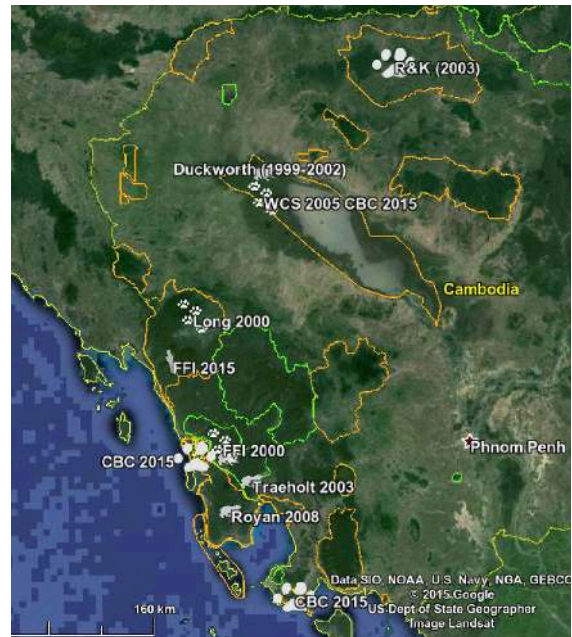 R&K (2003)
Duckworth (1999-2002)
WCS 2005 CBC 2015
Cambodia
Long 2000
FFI 2015
Phnom Penh
CBC 2015
FFI 2000
Traeholt 2003
Royan 2008
Data SIO, NOAA, U.S. Navy, NGA, GEBCO
© 2015 Google
CBC 2015
US Dept of State Geographer
160 km
Image Landsat